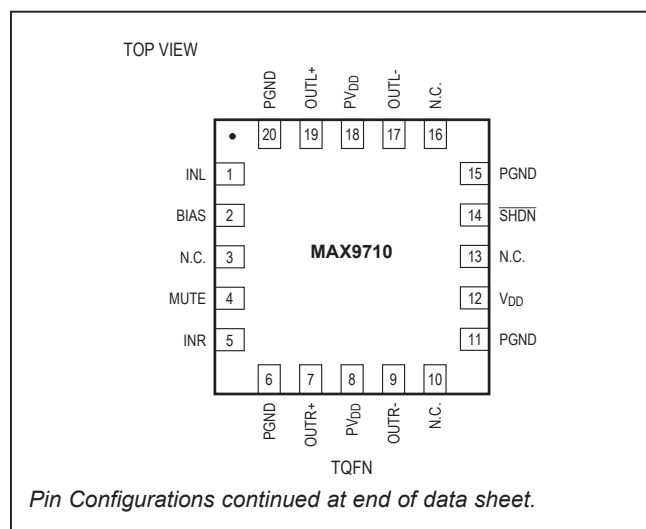 TOP VIEW
PGND
OUTL+
PVDD
OUTL-
N.C.
20 19 18 17 16
INL 1
BIAS 2
N.C. 3
MUTE 4
INR 5
MAX9710
15 PGND
14 SHDN
13 N.C.
12 VDD
11 PGND
6 7 8 9 10
PGND
OUTR+
PVDD
OUTR-
N.C.
TQFN
Pin Configurations continued at end of data sheet.